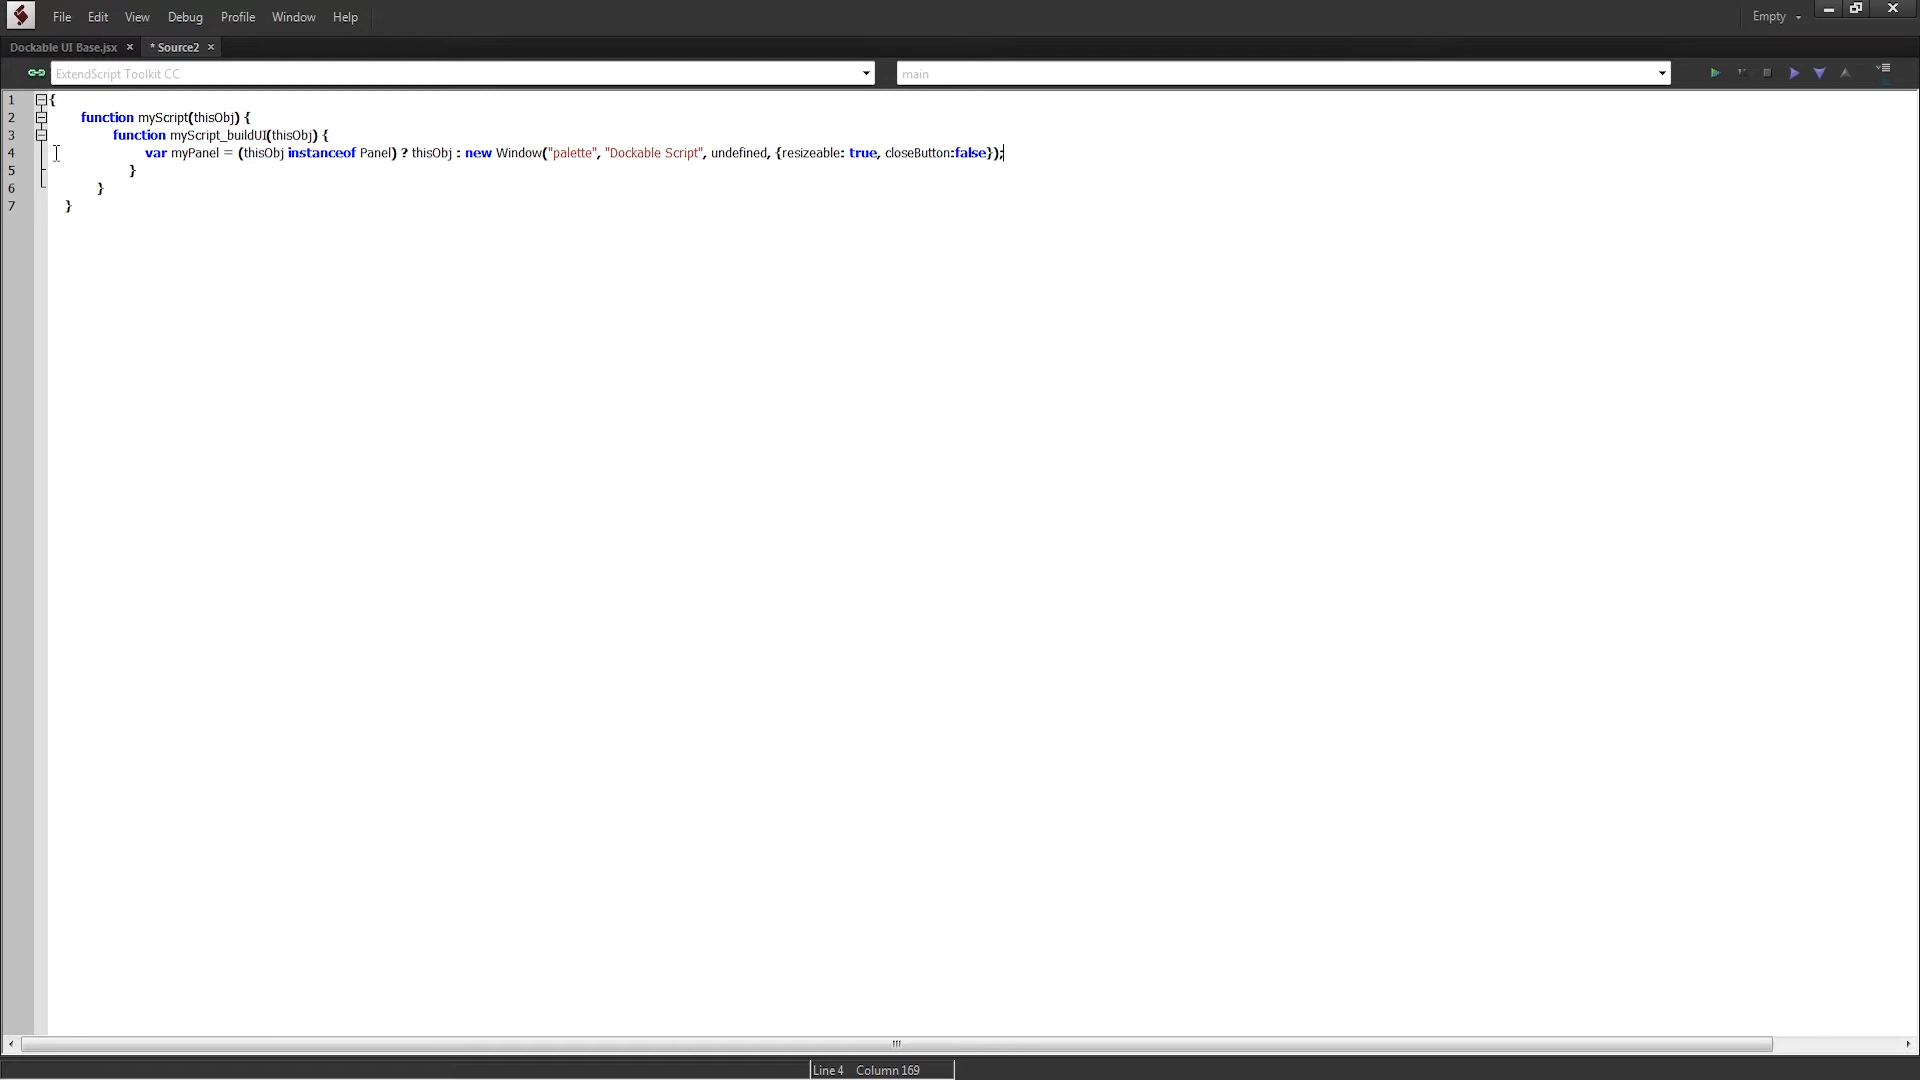 File Edit View Debug Profile Window Help Empty
Dockable UI Base.jsx × * Source2 ×
ExtendScript Toolkit CC main
1 {
2 function myScript(thisObj) {
3 function myScript_buildUI(thisObj) {
4 var myPanel = (thisObj instanceof Panel) ? thisObj : new Window("palette", "Dockable Script", undefined, {resizeable: true, closeButton:false});
5 }
6 }
7 }
Line 4 Column 169